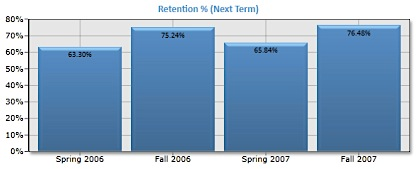 Retention % (Next Term)
80%
70%
60%
50%
40%
30%
20%
10%
0%
63.30%
75.24%
65.84%
76.48%
Spring 2006
Fall 2006
Spring 2007
Fall 2007